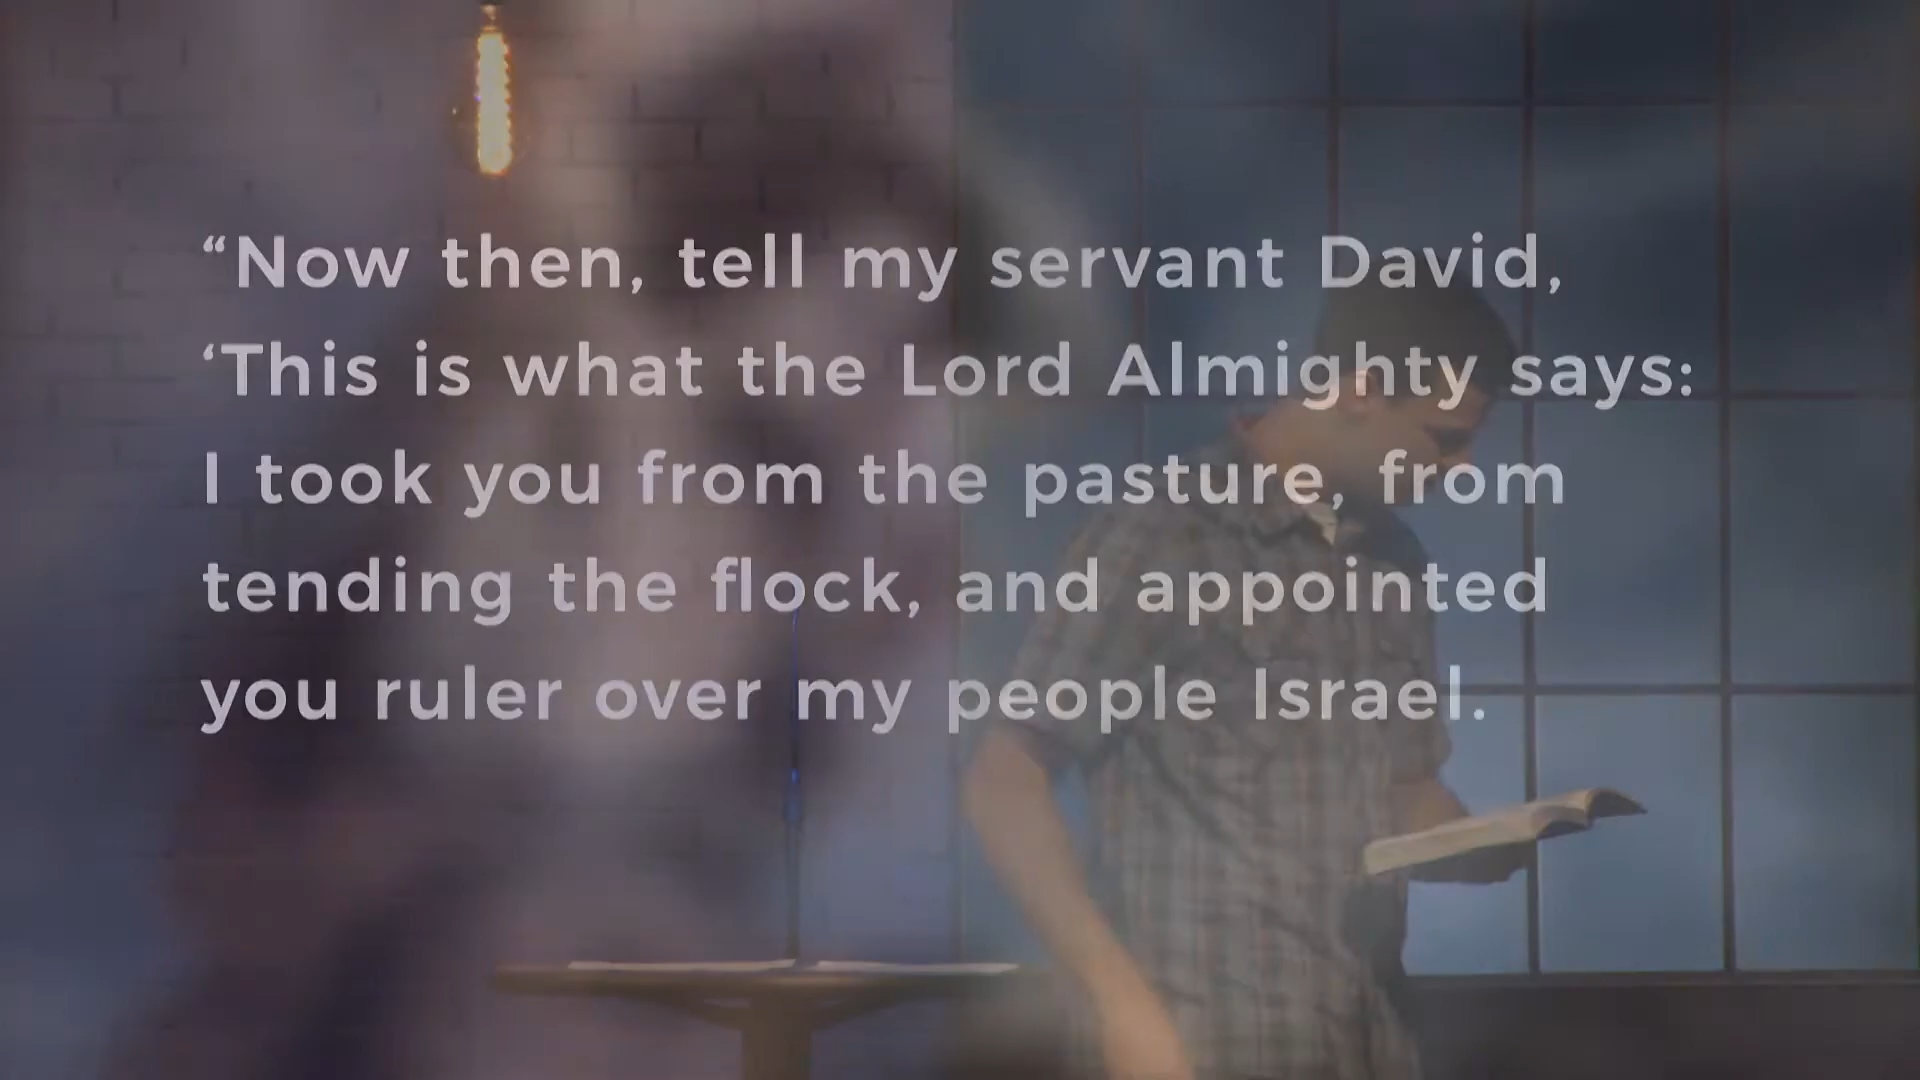 “Now then, tell my servant David,
‘This is what the Lord Almighty says:
I took you from the pasture, from
tending the flock, and appointed
you ruler over my people Israel.